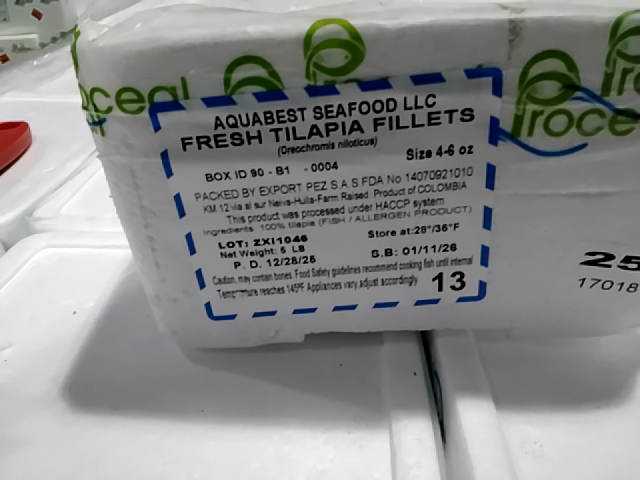 Procea
Procea
AQUABEST SEAFOOD LLC
FRESH TILAPIA FILLETS
(Oreochromis niloticus)
Size 4-6 oz
BOX ID 90 - B1 - 0004
PACKED BY EXPORT PEZ S.A.S FDA No 14070921010
KM 12 via al sur Neiva-Huila-Farm Raised. Product of COLOMBIA
This product was processed under HACCP system
Ingredients: 100% tilapia (FISH / ALLERGEN PRODUCT)
LOT: ZXI1046
Store at:28°/36°F
Net Weight: 5 LB
P. D. 12/28/25
S.B: 01/11/26
Caution, may contain bones. Food Safety guidelines recommend cooking fish until internal
Temperature reaches 145ºF Appliances vary, adjust accordingly
13
25
17018